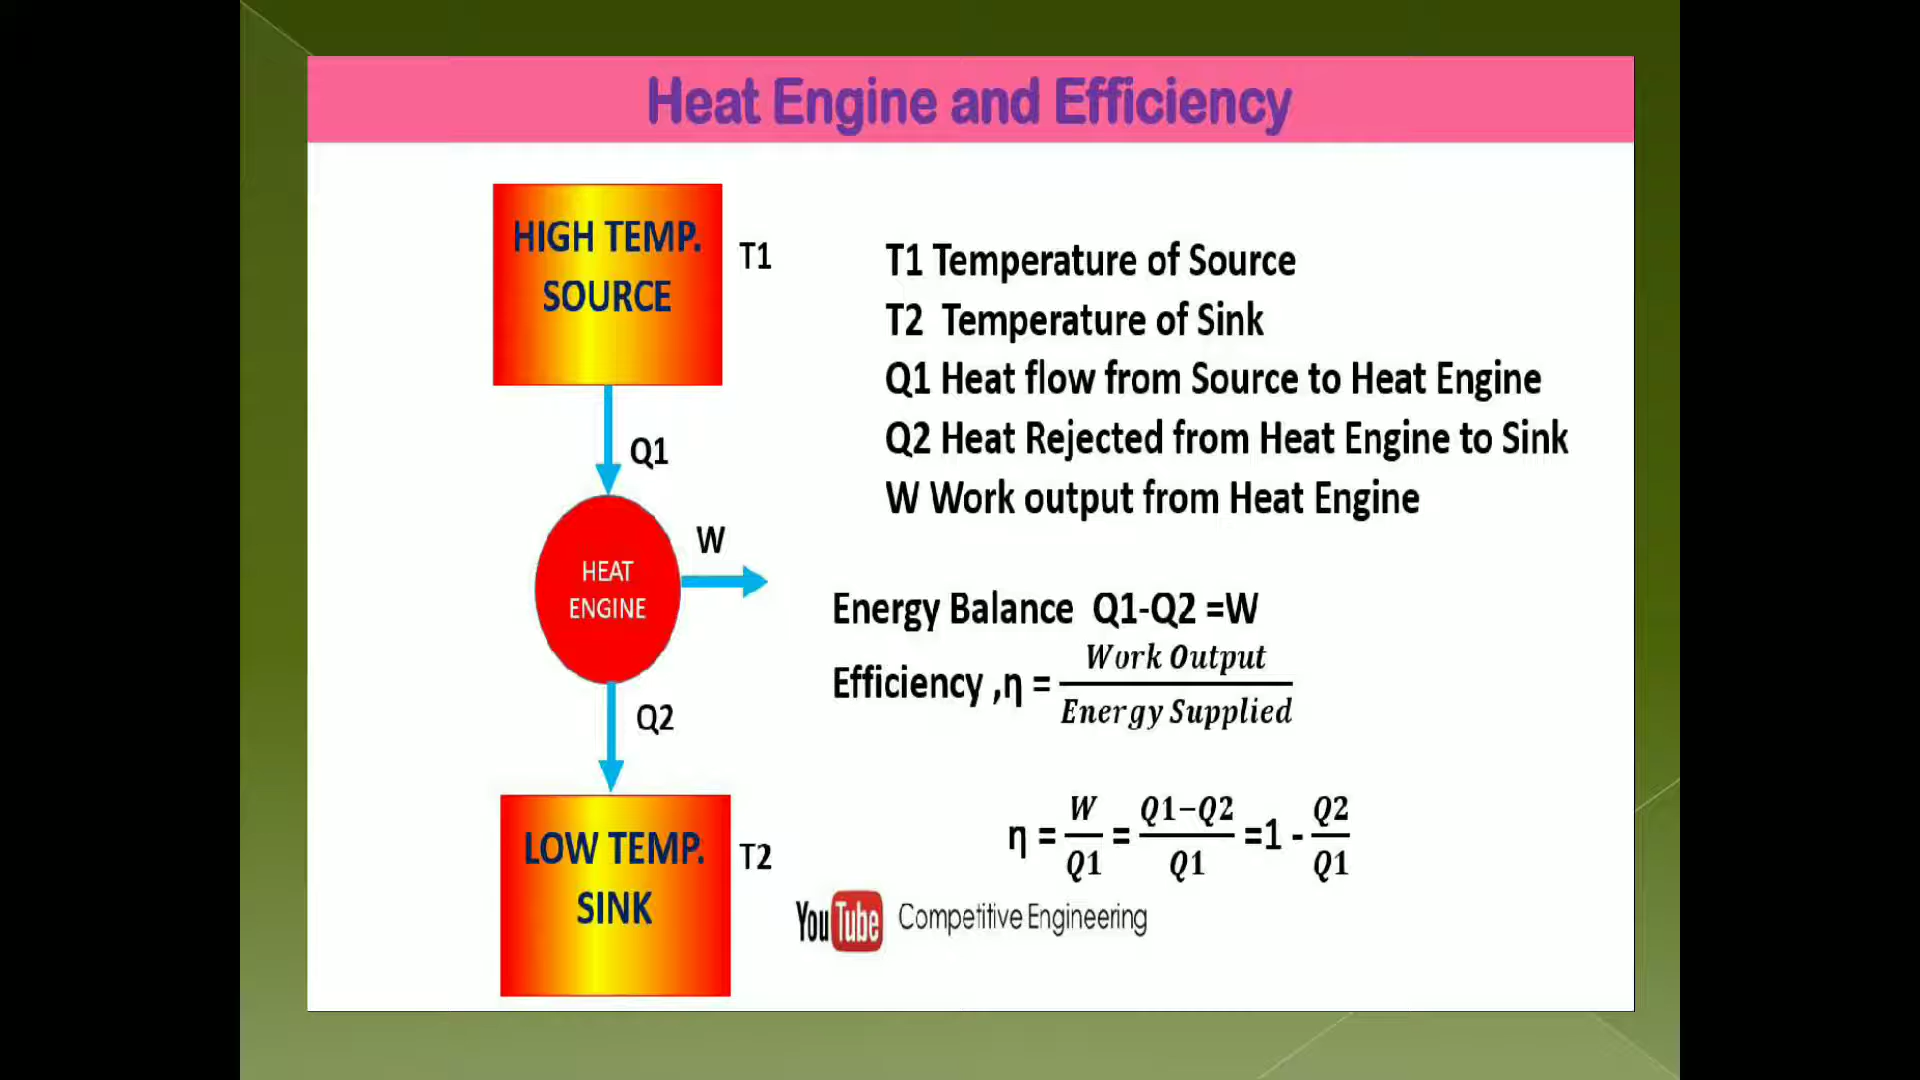 Heat Engine and Efficiency
HIGH TEMP.
SOURCE
T1
Q1
HEAT
ENGINE
W
Q2
LOW TEMP.
SINK
T2
T1 Temperature of Source
T2 Temperature of Sink
Q1 Heat flow from Source to Heat Engine
Q2 Heat Rejected from Heat Engine to Sink
W Work output from Heat Engine
Energy Balance Q1-Q2 =W
Efficiency ,η = Work Output / Energy Supplied
η = W/Q1 = Q1−Q2/Q1 =1 - Q2/Q1
YouTube Competitive Engineering